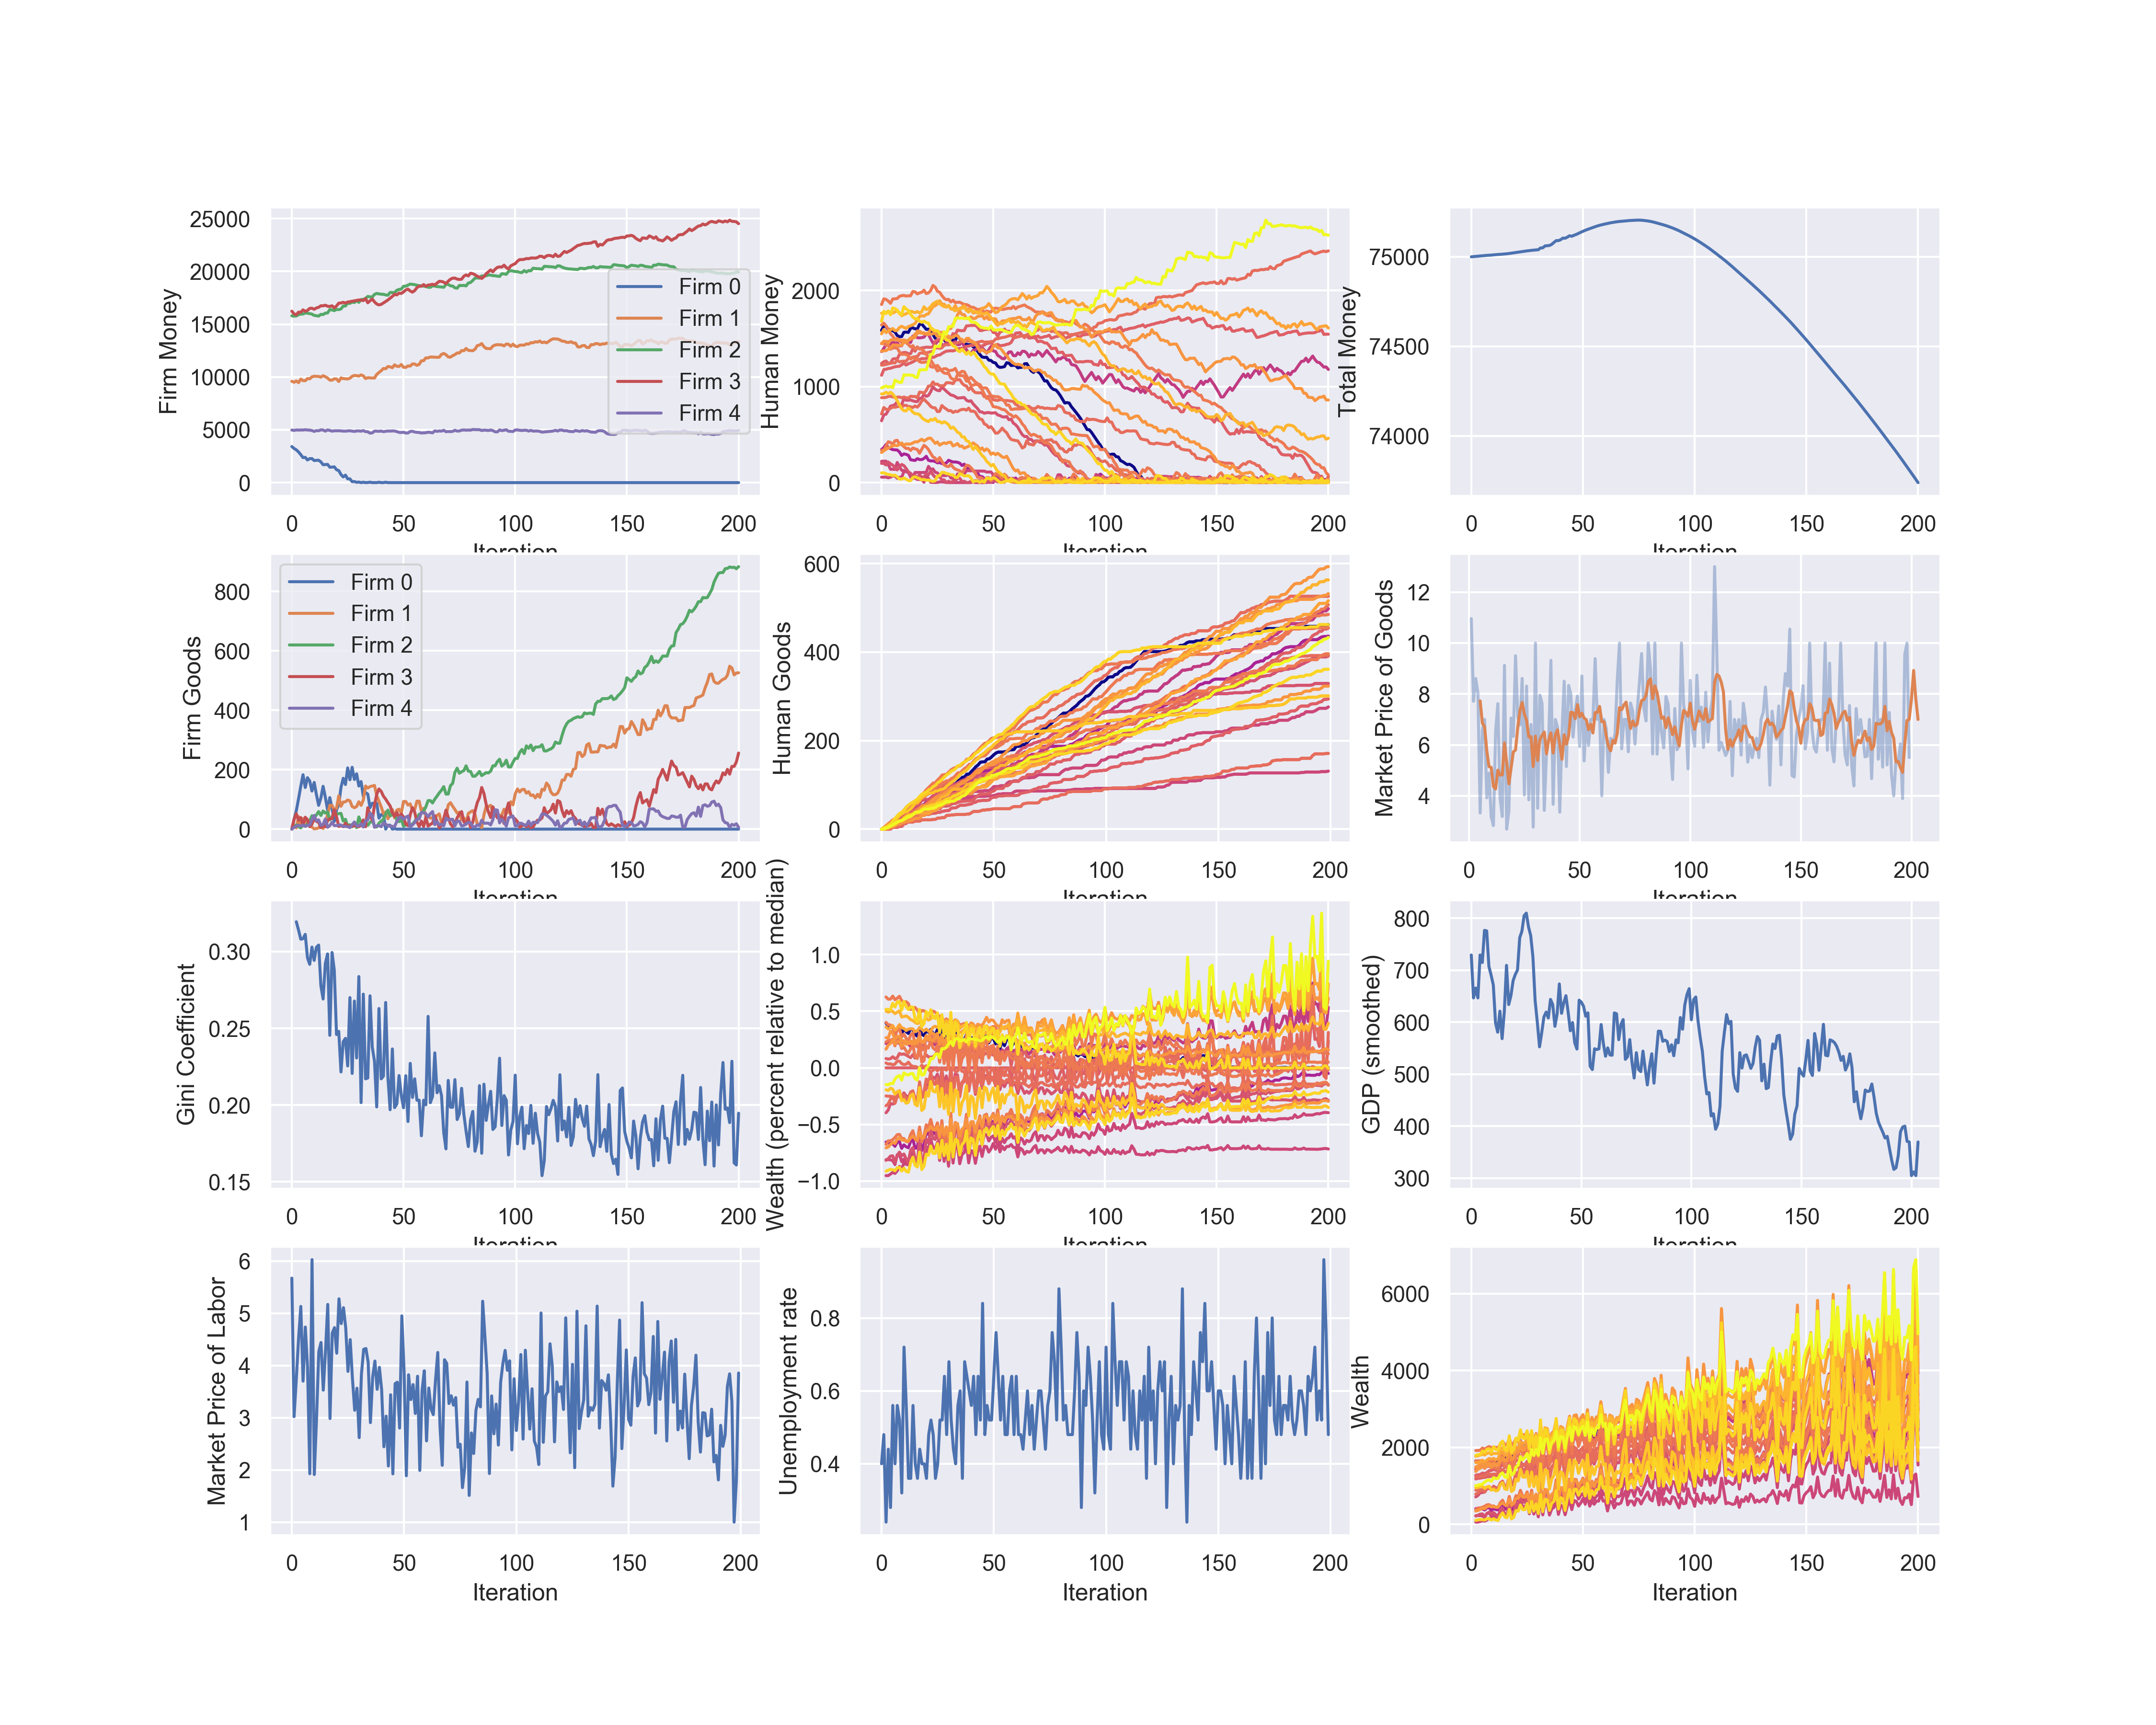 Firm Money
25000
20000
15000
10000
5000
0
0 50 100 150 200
Iteration
Firm 0
Firm 1
Firm 2
Firm 3
Firm 4
Human Money
2000
1000
0
0 50 100 150 200
Iteration
Total Money
75000
74500
74000
0 50 100 150 200
Iteration
Firm Goods
800
600
400
200
0
0 50 100 150 200
Iteration
Firm 0
Firm 1
Firm 2
Firm 3
Firm 4
Human Goods
600
400
200
0
0 50 100 150 200
Iteration
Market Price of Goods
12
10
8
6
4
0 50 100 150 200
Iteration
Gini Coefficient
0.30
0.25
0.20
0.15
0 50 100 150 200
Iteration
Wealth (percent relative to median)
1.0
0.5
0.0
−0.5
−1.0
0 50 100 150 200
Iteration
GDP (smoothed)
800
700
600
500
400
300
0 50 100 150 200
Iteration
Market Price of Labor
6
5
4
3
2
1
0 50 100 150 200
Iteration
Unemployment rate
0.8
0.6
0.4
0 50 100 150 200
Iteration
Wealth
6000
4000
2000
0
0 50 100 150 200
Iteration